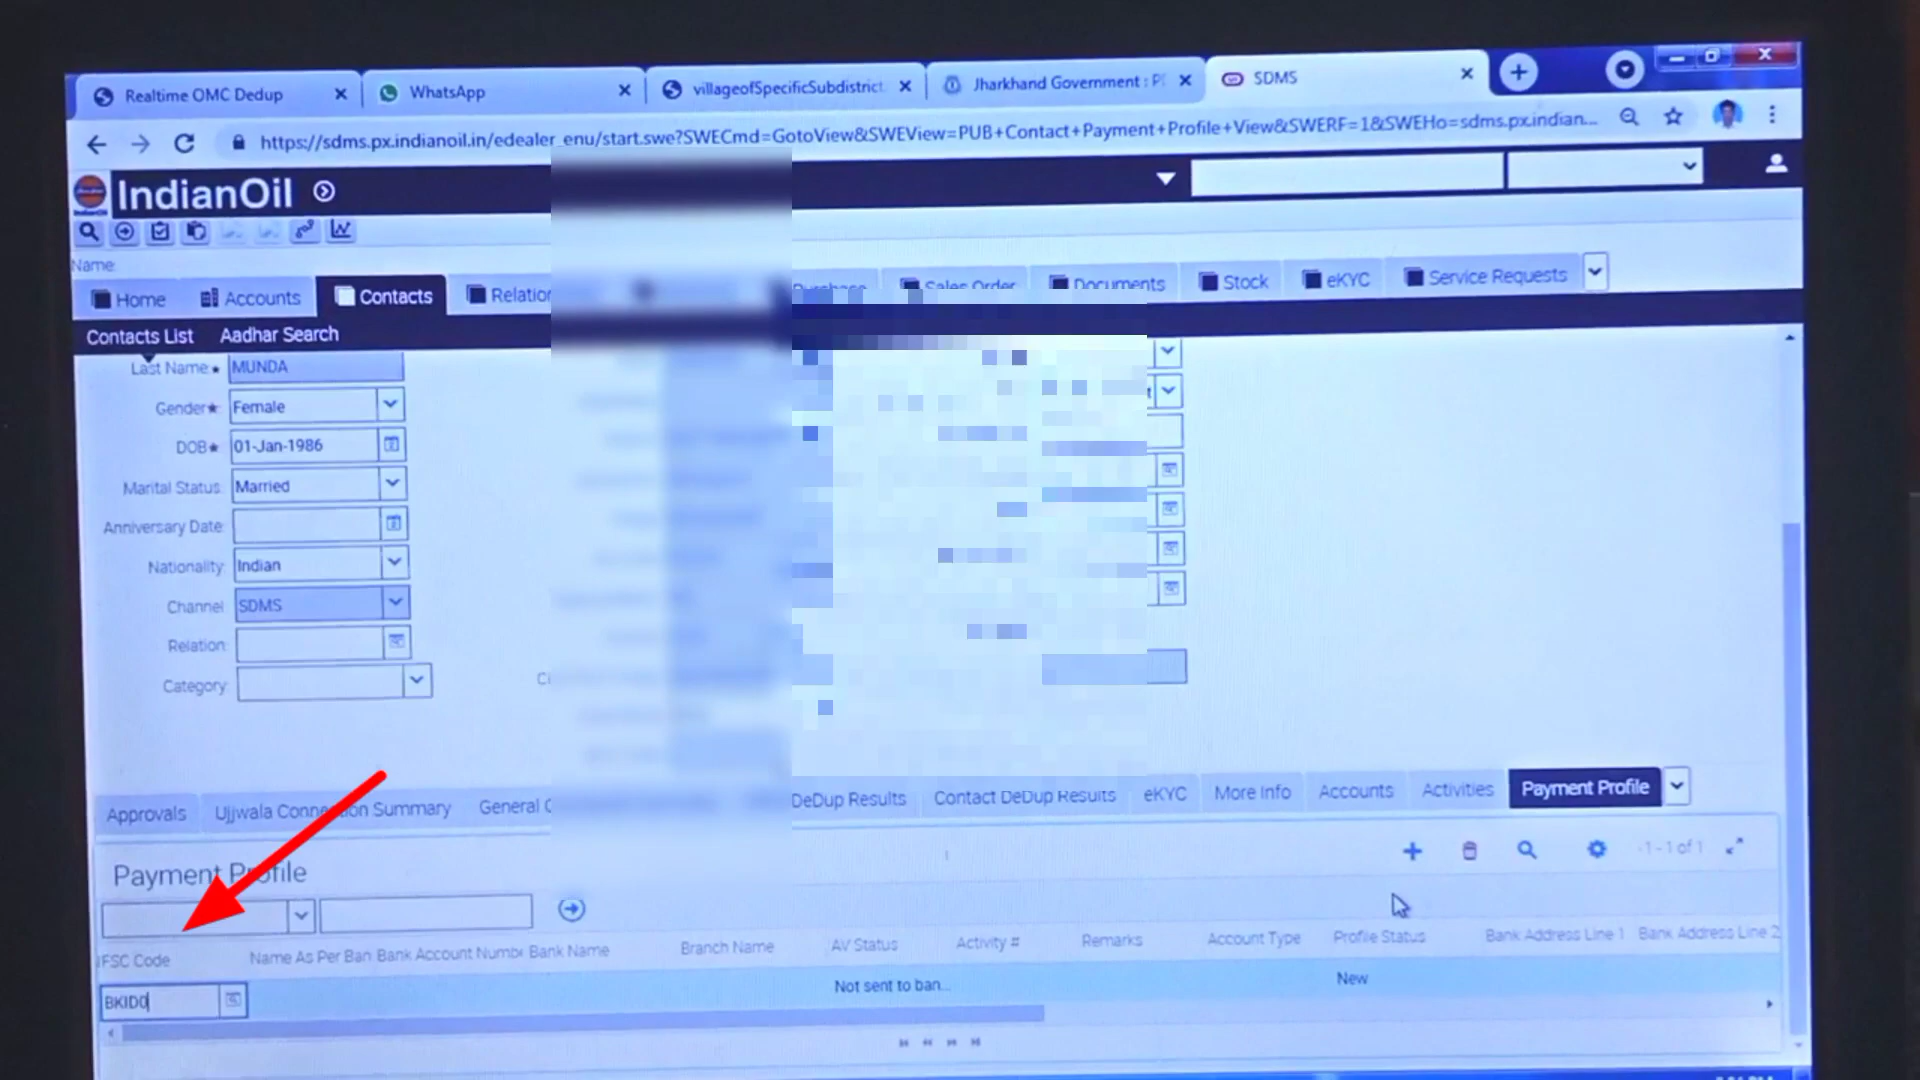 Realtime OMC Dedup
WhatsApp
villageofSpecificSubdistrict
Jharkhand Government : P
SDMS
https://sdms.px.indianoil.in/edealer_enu/start.swe?SWECmd=GotoView&SWEView=PUB+Contact+Payment+Profile+View&SWERF=1&SWEHo=sdms.px.indian...
IndianOil
Name:
Home
Accounts
Contacts
Relation
Purchase
Sales Order
Documents
Stock
eKYC
Service Requests
Contacts List
Aadhar Search
Last Name★ MUNDA
Gender★ Female
DOB★ 01-Jan-1986
Marital Status: Married
Anniversary Date:
Nationality: Indian
Channel: SDMS
Relation:
Category:
Approvals
Ujjwala Connection Summary
General
DeDup Results
Contact DeDup Results
eKYC
More Info
Accounts
Activities
Payment Profile
Payment Profile
1 - 1 of 1
IFSC Code
Name As Per Ban
Bank Account Numbe
Bank Name
Branch Name
AV Status
Activity #
Remarks
Account Type
Profile Status
Bank Address Line 1
Bank Address Line 2
BKID0
Not sent to ban...
New